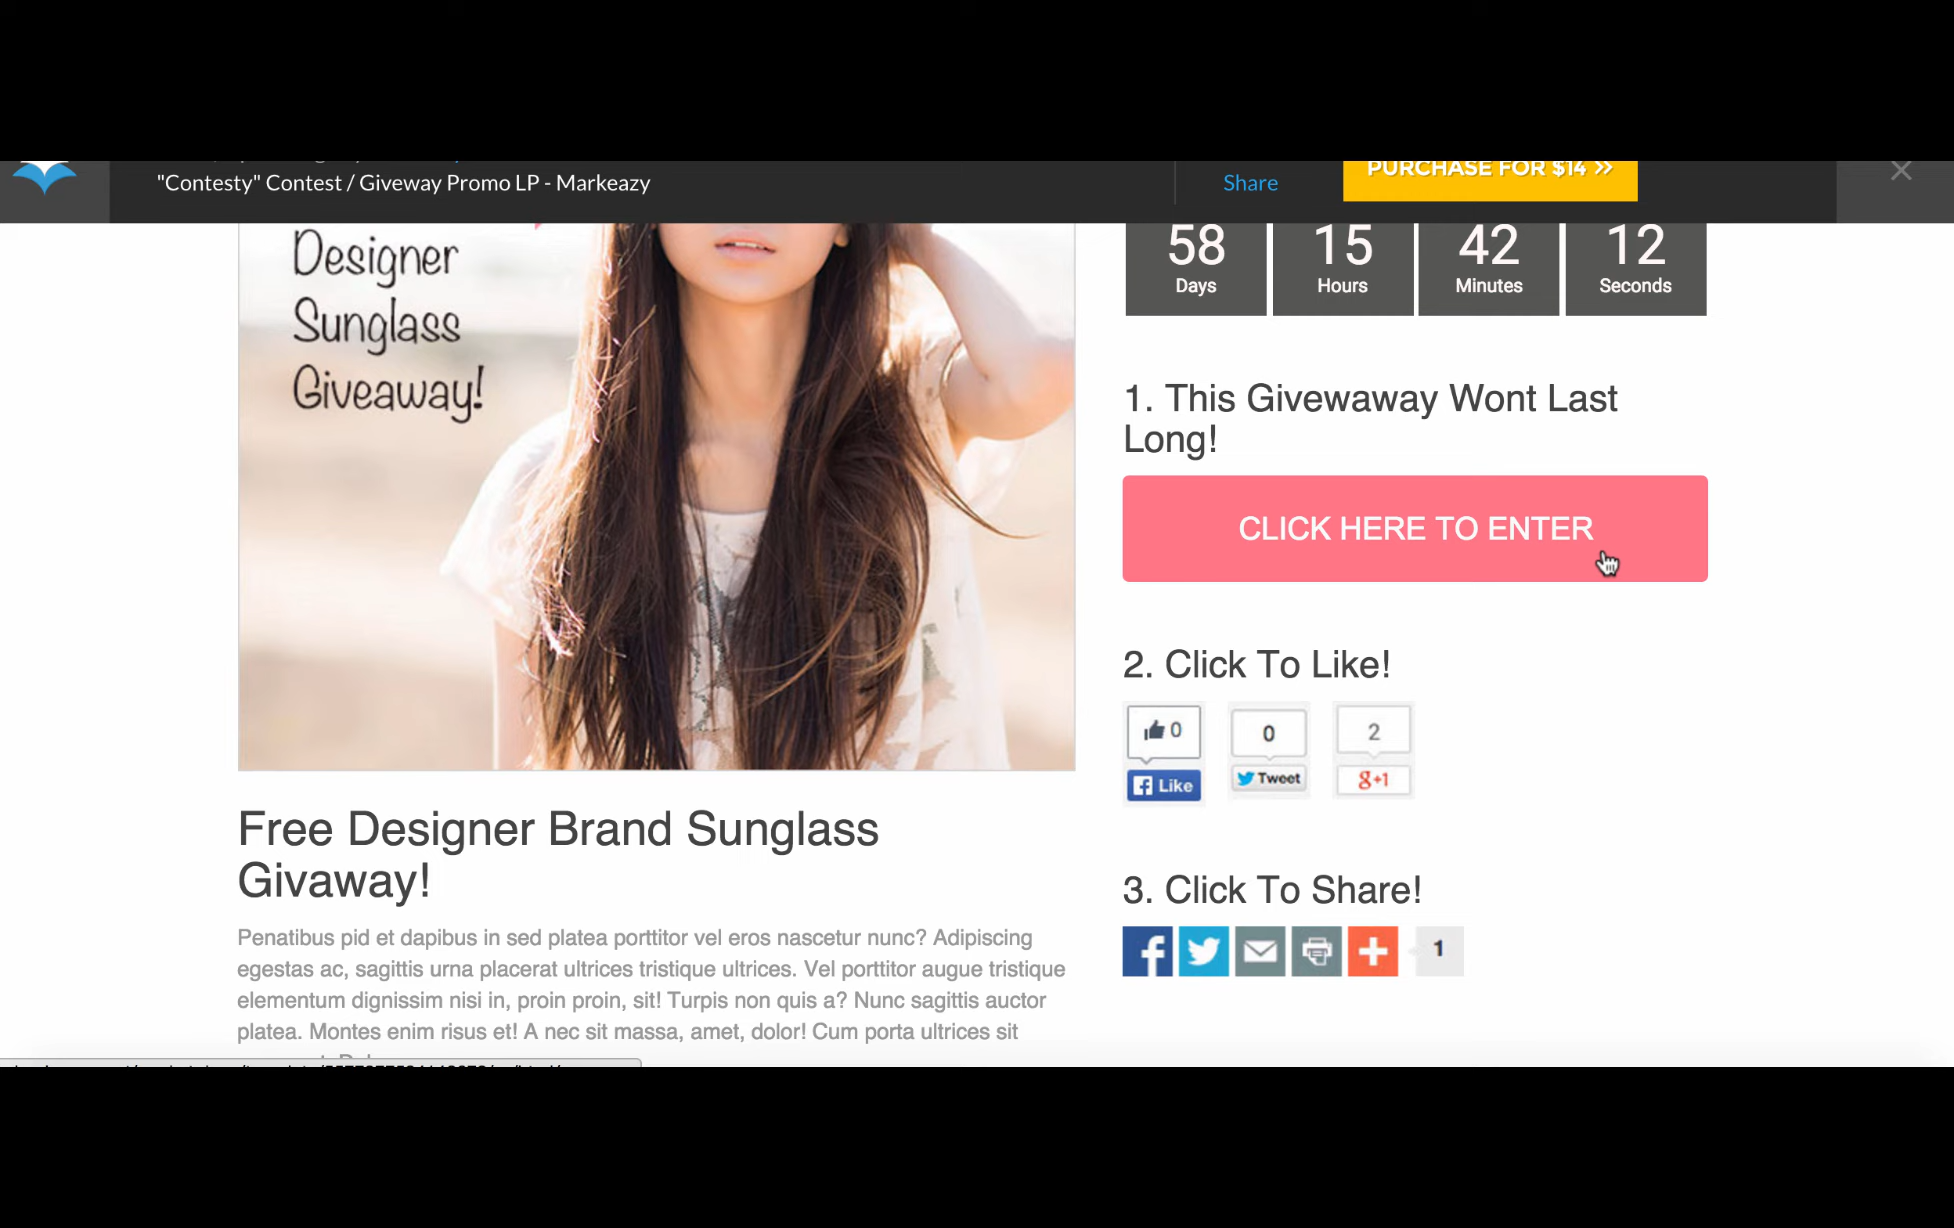 "Contesty" Contest / Giveway Promo LP - Markeazy
Share
PURCHASE FOR $14 >>
Designer
Sunglass
Giveaway!
58 15 42 12
Days Hours Minutes Seconds
1. This Givewaway Wont Last
Long!
CLICK HERE TO ENTER
2. Click To Like!
0 0 2
Like Tweet g+1
3. Click To Share!
1
Free Designer Brand Sunglass
Givaway!
Penatibus pid et dapibus in sed platea porttitor vel eros nascetur nunc? Adipiscing
egestas ac, sagittis urna placerat ultrices tristique ultrices. Vel porttitor augue tristique
elementum dignissim nisi in, proin proin, sit! Turpis non quis a? Nunc sagittis auctor
platea. Montes enim risus et! A nec sit massa, amet, dolor! Cum porta ultrices sit